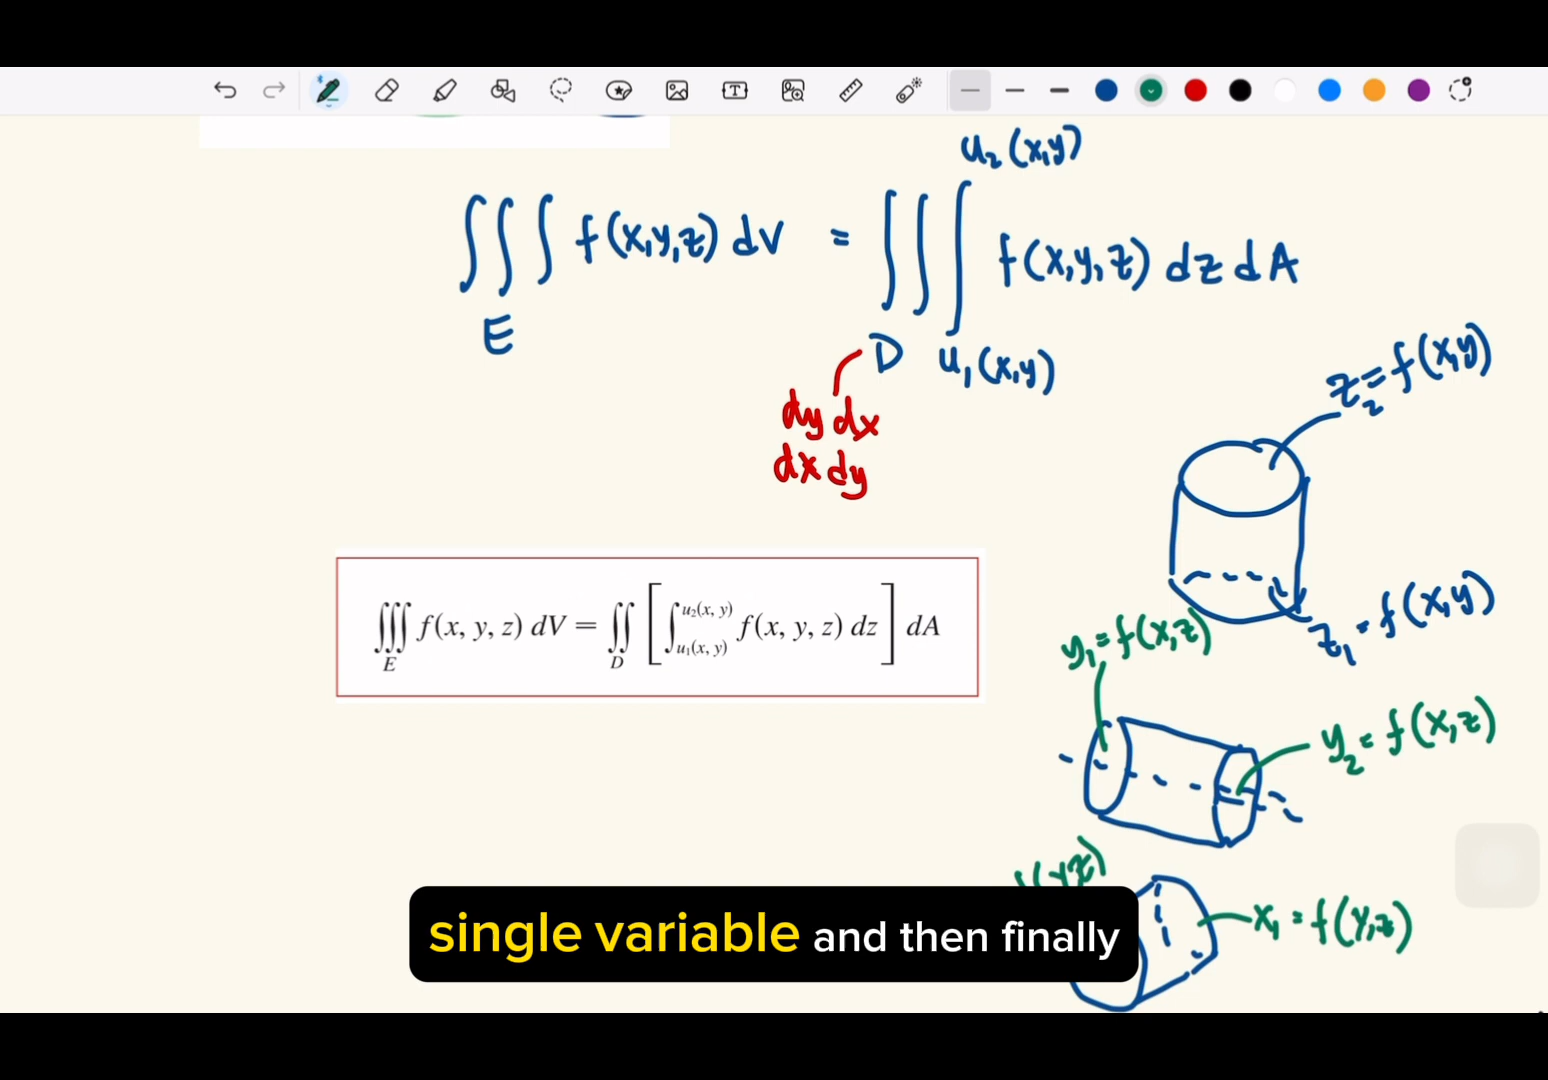 u₂(x,y)
∭ f(x,y,z) dV = ∭ f(x,y,z) dz dA
E D u₁(x,y)
dy dx
dx dy
z₂ = f(x,y)
z₁ = f(x,y)
∭ f(x, y, z) dV = ∬ [ ∫ f(x, y, z) dz ] dA
E D u₁(x, y) u₂(x, y)
y₁ = f(x,z)
y₂ = f(x,z)
x₁ = f(y,z)
single variable and then finally